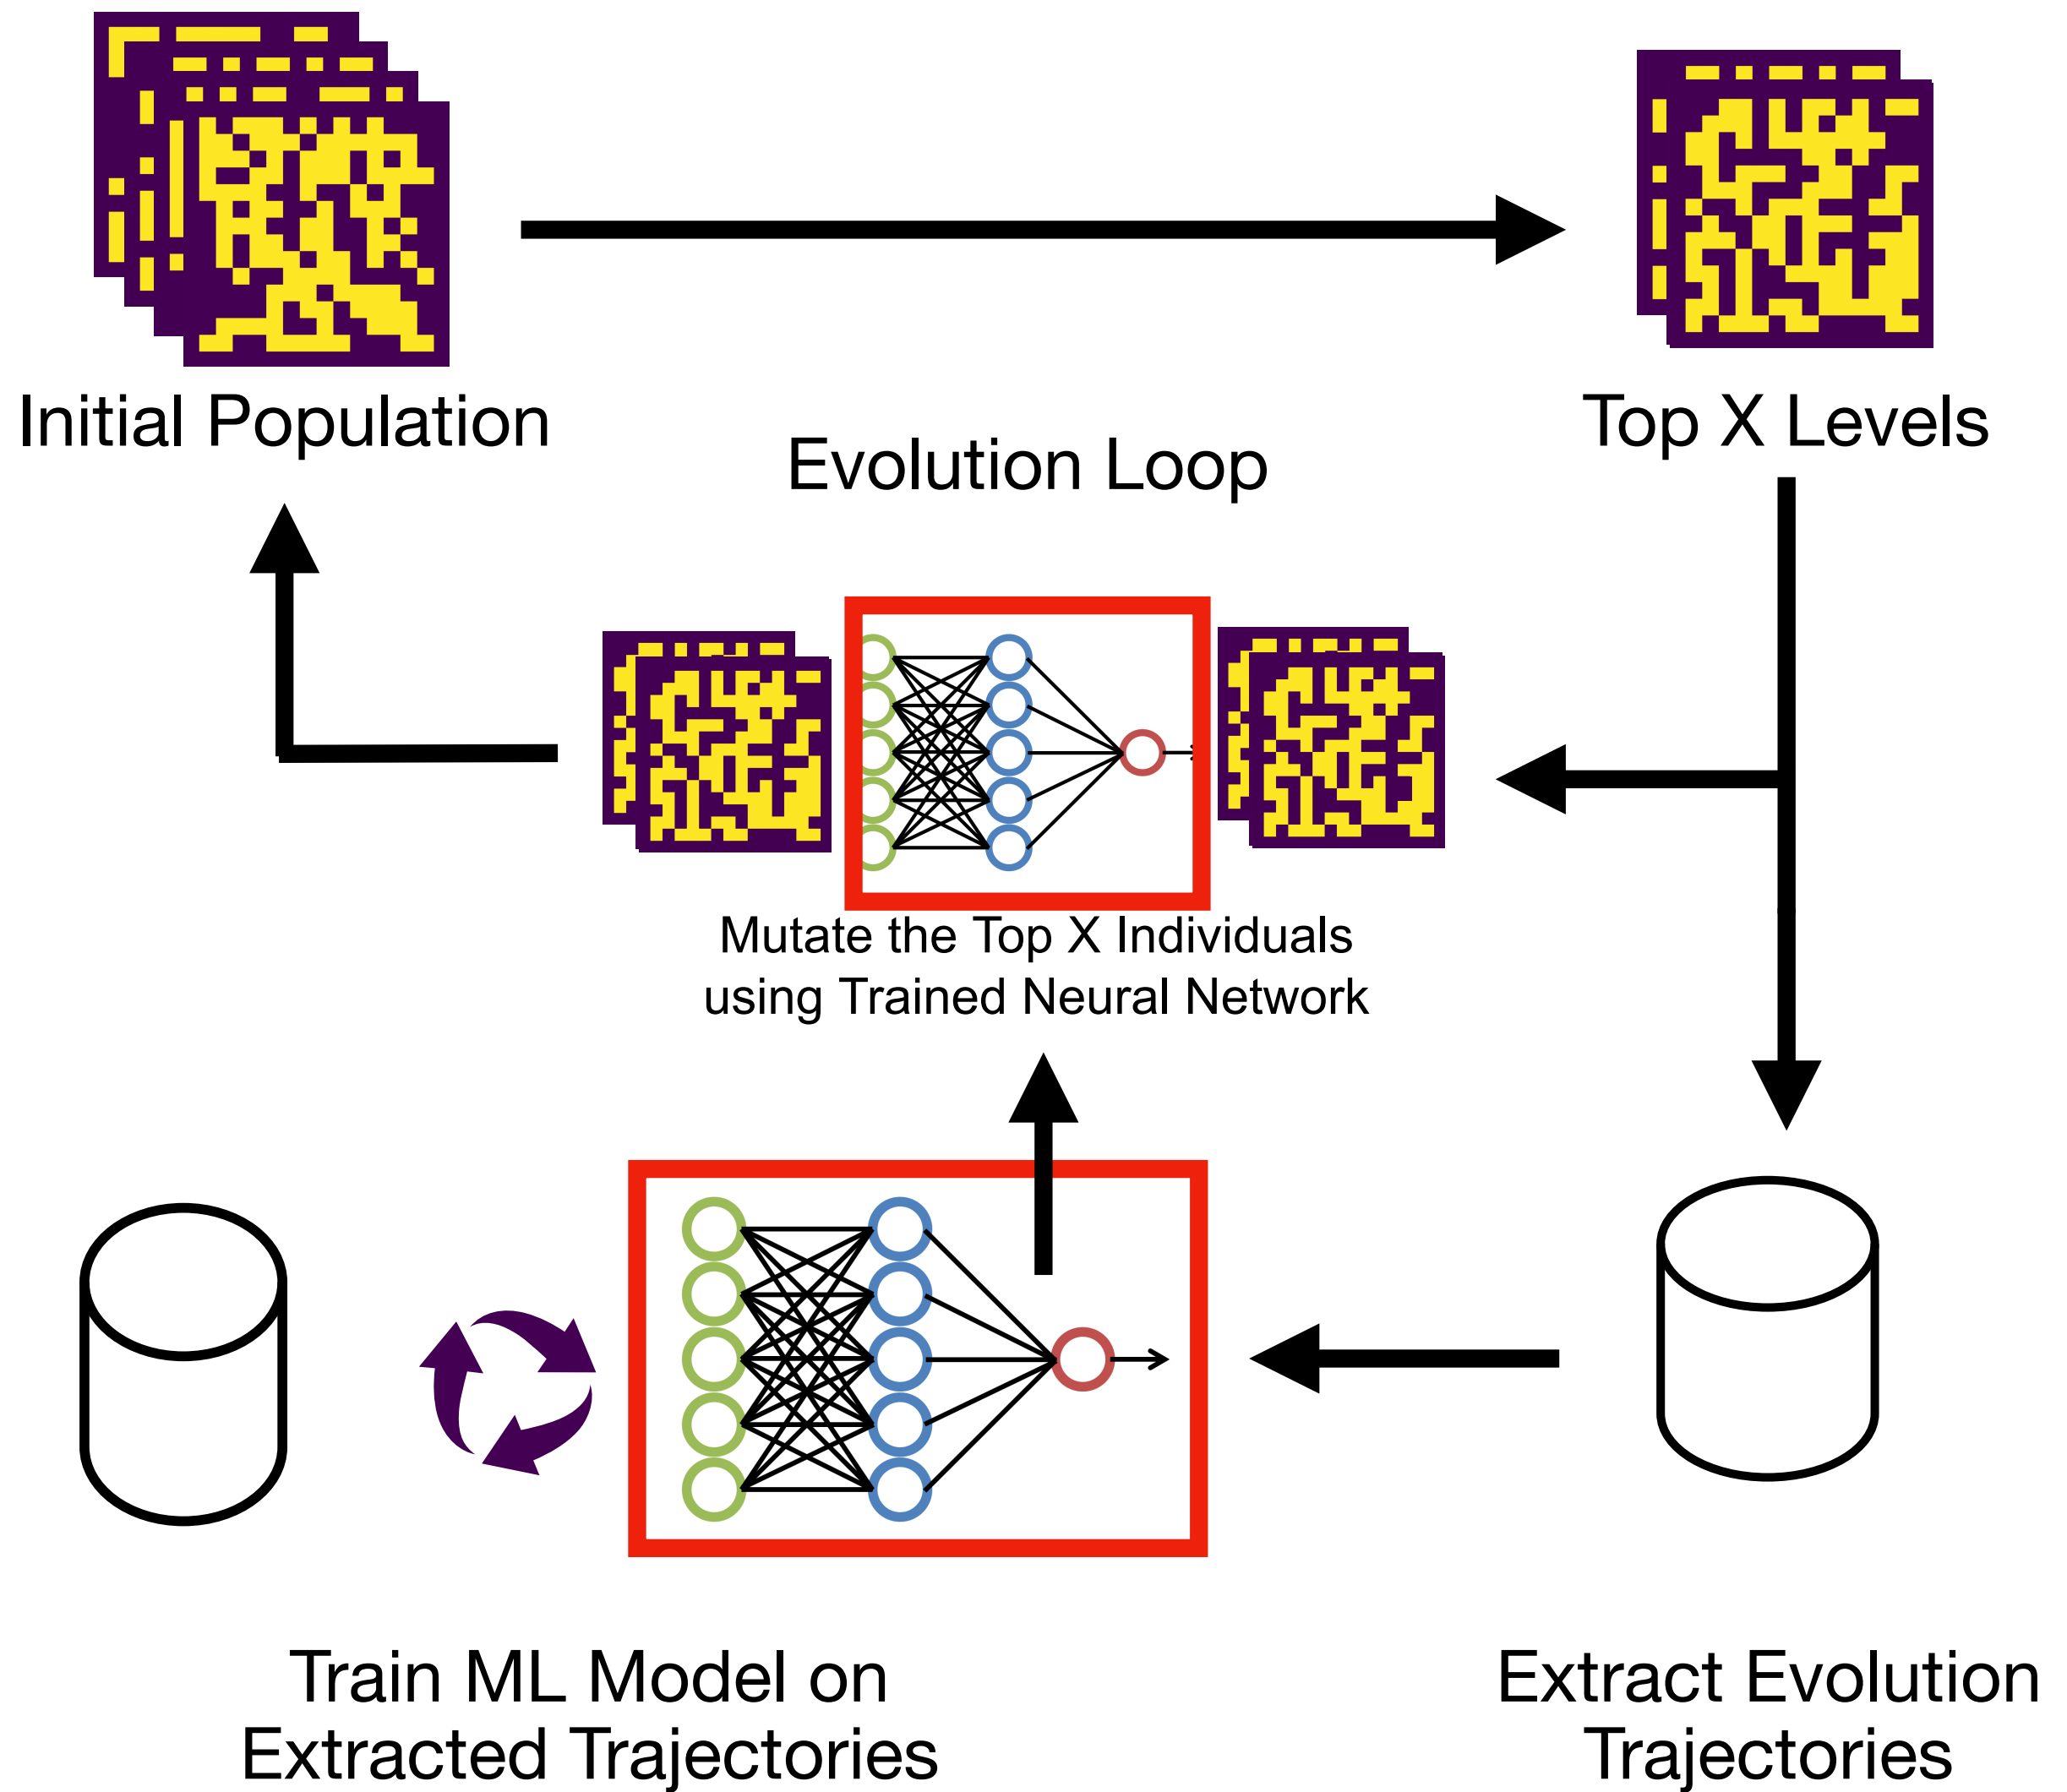 Initial Population
Top X Levels
Evolution Loop
Mutate the Top X Individuals
using Trained Neural Network
Train ML Model on
Extracted Trajectories
Extract Evolution
Trajectories